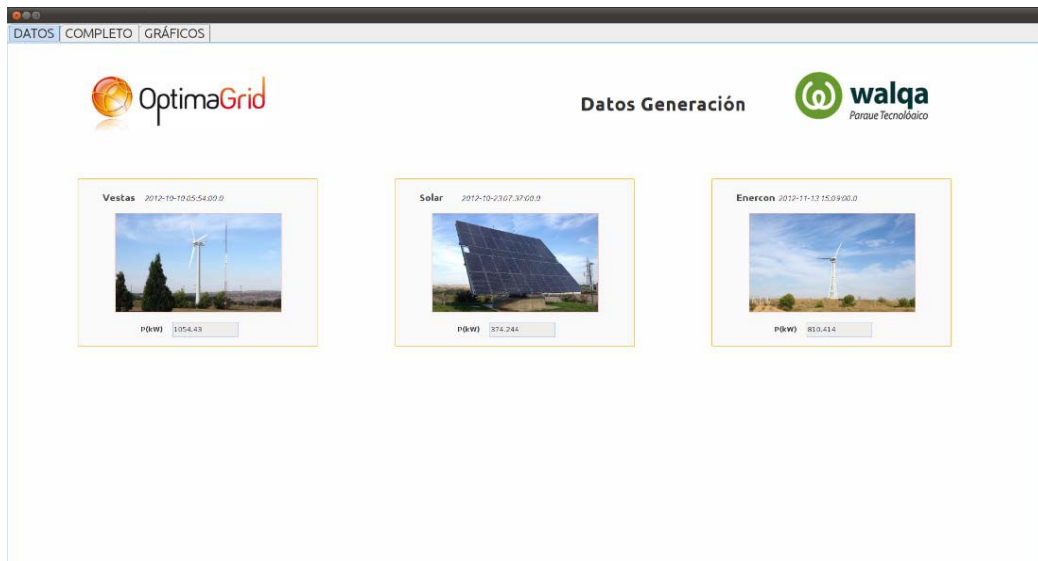 DATOS COMPLETO GRÁFICOS
OptimaGrid
Datos Generación
walqa
Parque Tecnológico
Vestas 2012-10-10 05:54:00.0
P(kW) 1054.43
Solar 2012-10-23 07:37:00.0
P(kW) 374.244
Enercon 2012-11-13 15:09:00.0
P(kW) 810.414